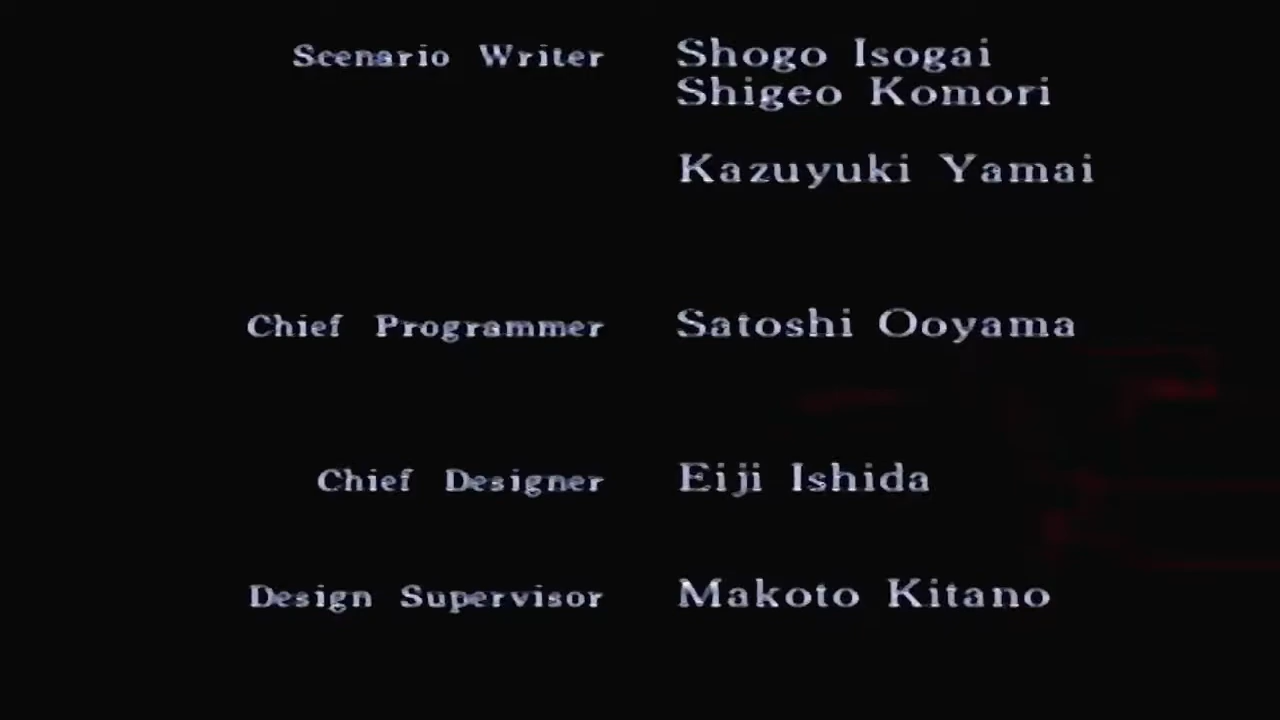 Scenario Writer Shogo Isogai
Shigeo Komori
Kazuyuki Yamai
Chief Programmer Satoshi Ooyama
Chief Designer Eiji Ishida
Design Supervisor Makoto Kitano